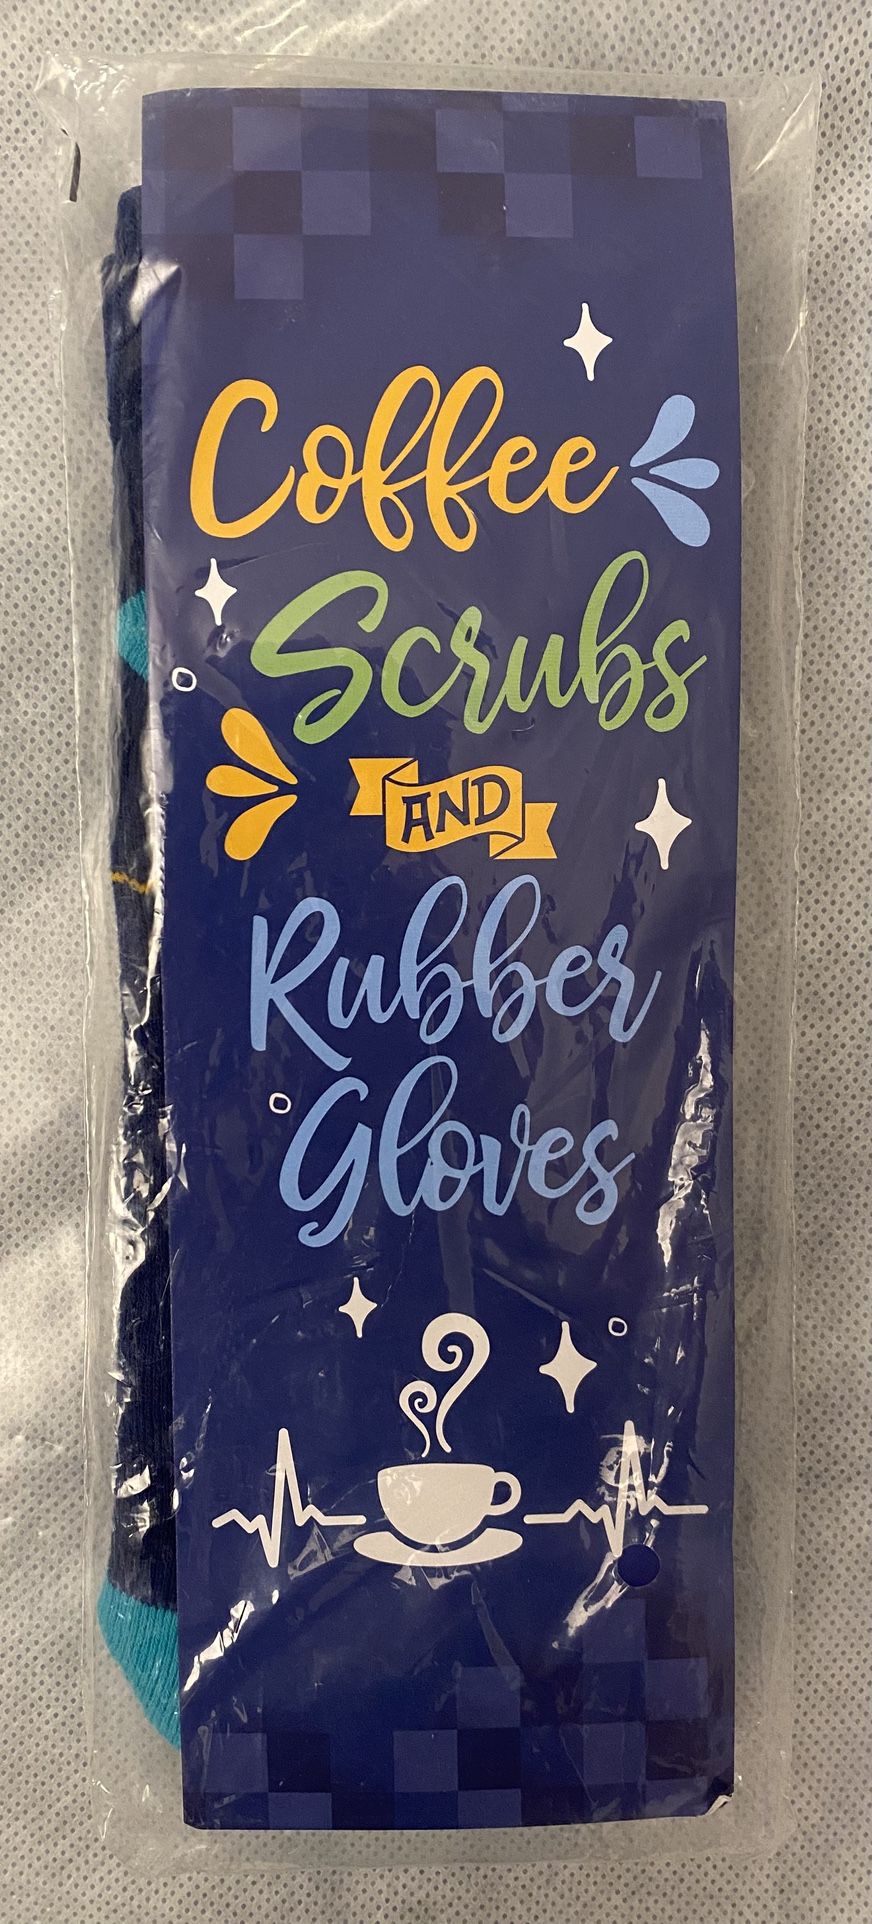 Coffee
Scrubs
AND
Rubber
Gloves